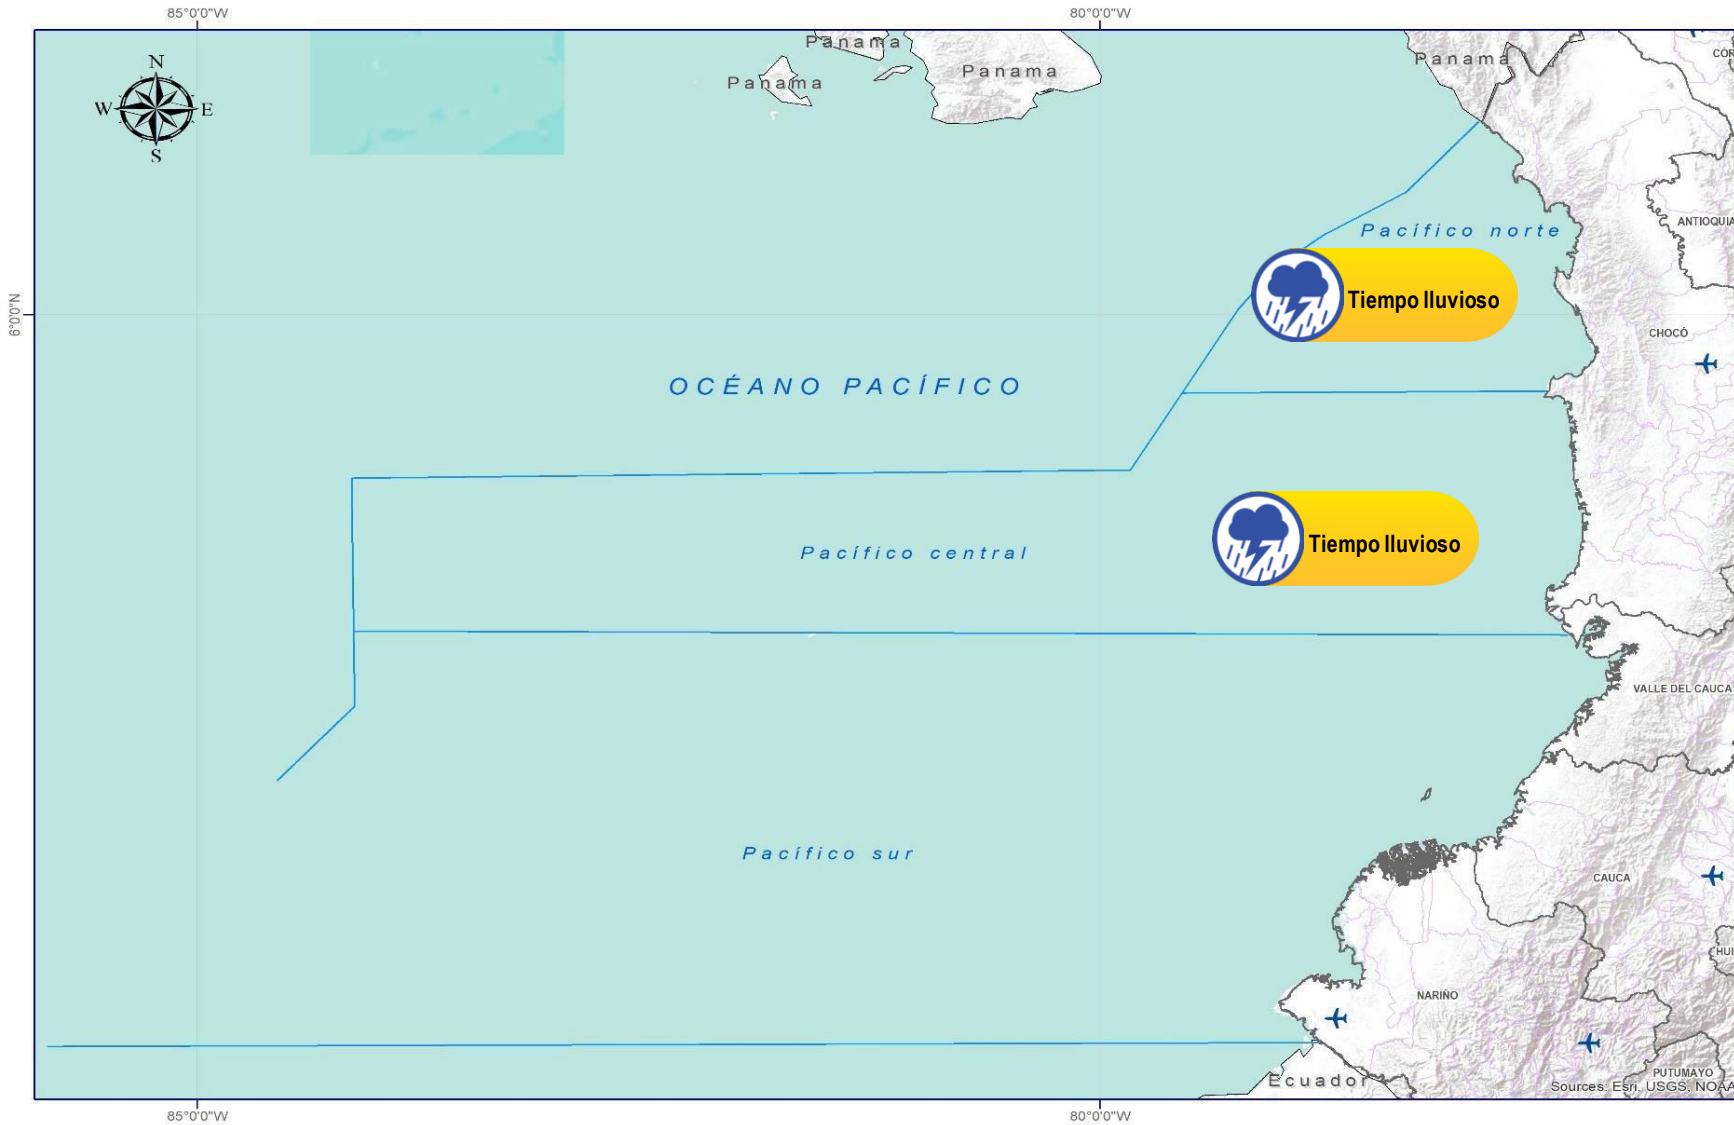 85°0'0"W
80°0'0"W
N
W E
S
Panama
Panama
Panama
Panama
COR
ANTIOQUIA
Pacífico norte
6°0'0"N
Tiempo lluvioso
CHOCÓ
OCÉANO PACÍFICO
Pacífico central
Tiempo lluvioso
VALLE DEL CAUCA
Pacífico sur
CAUCA
HUI
NARIÑO
PUTUMAYO
Ecuador
Sources: Esri, USGS, NOAA
85°0'0"W
80°0'0"W